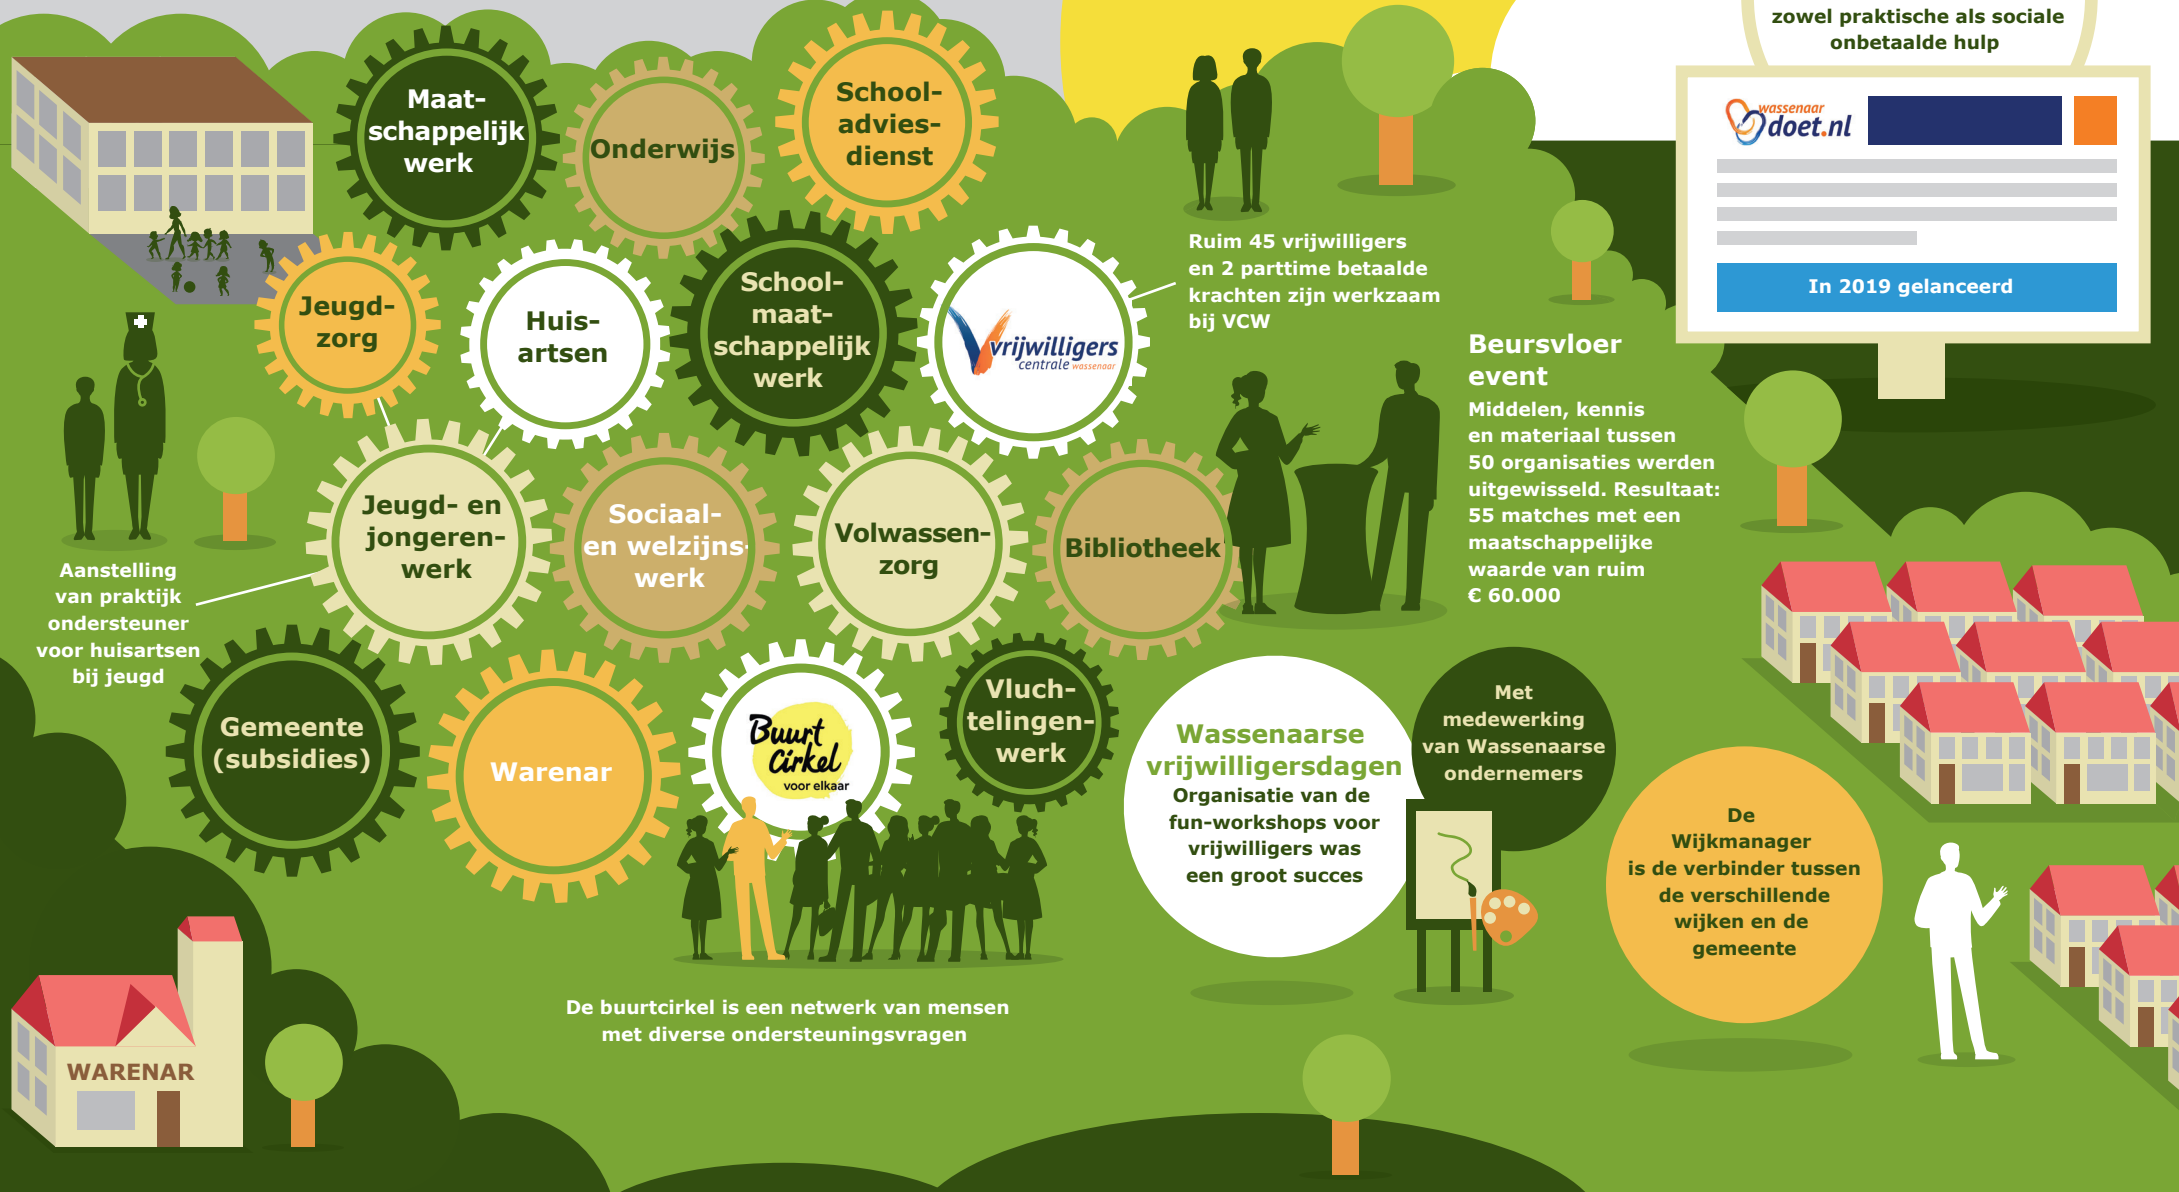 zowel praktische als sociale
onbetaalde hulp
wassenaar
doet.nl
In 2019 gelanceerd
Maat-
schappelijk
werk
Onderwijs
School-
advies-
dienst
Jeugd-
zorg
Huis-
artsen
School-
maat-
schappelijk
werk
vrijwilligers
centrale wassenaar
Ruim 45 vrijwilligers
en 2 parttime betaalde
krachten zijn werkzaam
bij VCW
Beursvloer
event
Middelen, kennis
en materiaal tussen
50 organisaties werden
uitgewisseld. Resultaat:
55 matches met een
maatschappelijke
waarde van ruim
€ 60.000
Jeugd- en
jongeren-
werk
Sociaal-
en welzijns-
werk
Volwassen-
zorg
Bibliotheek
Aanstelling
van praktijk
ondersteuner
voor huisartsen
bij jeugd
Gemeente
(subsidies)
Warenar
Buurt
Cirkel
voor elkaar
Vluch-
telingen-
werk
Wassenaarse
vrijwilligersdagen
Organisatie van de
fun-workshops voor
vrijwilligers was
een groot succes
Met
medewerking
van Wassenaarse
ondernemers
De
Wijkmanager
is de verbinder tussen
de verschillende
wijken en de
gemeente
De buurtcirkel is een netwerk van mensen
met diverse ondersteuningsvragen
WARENAR